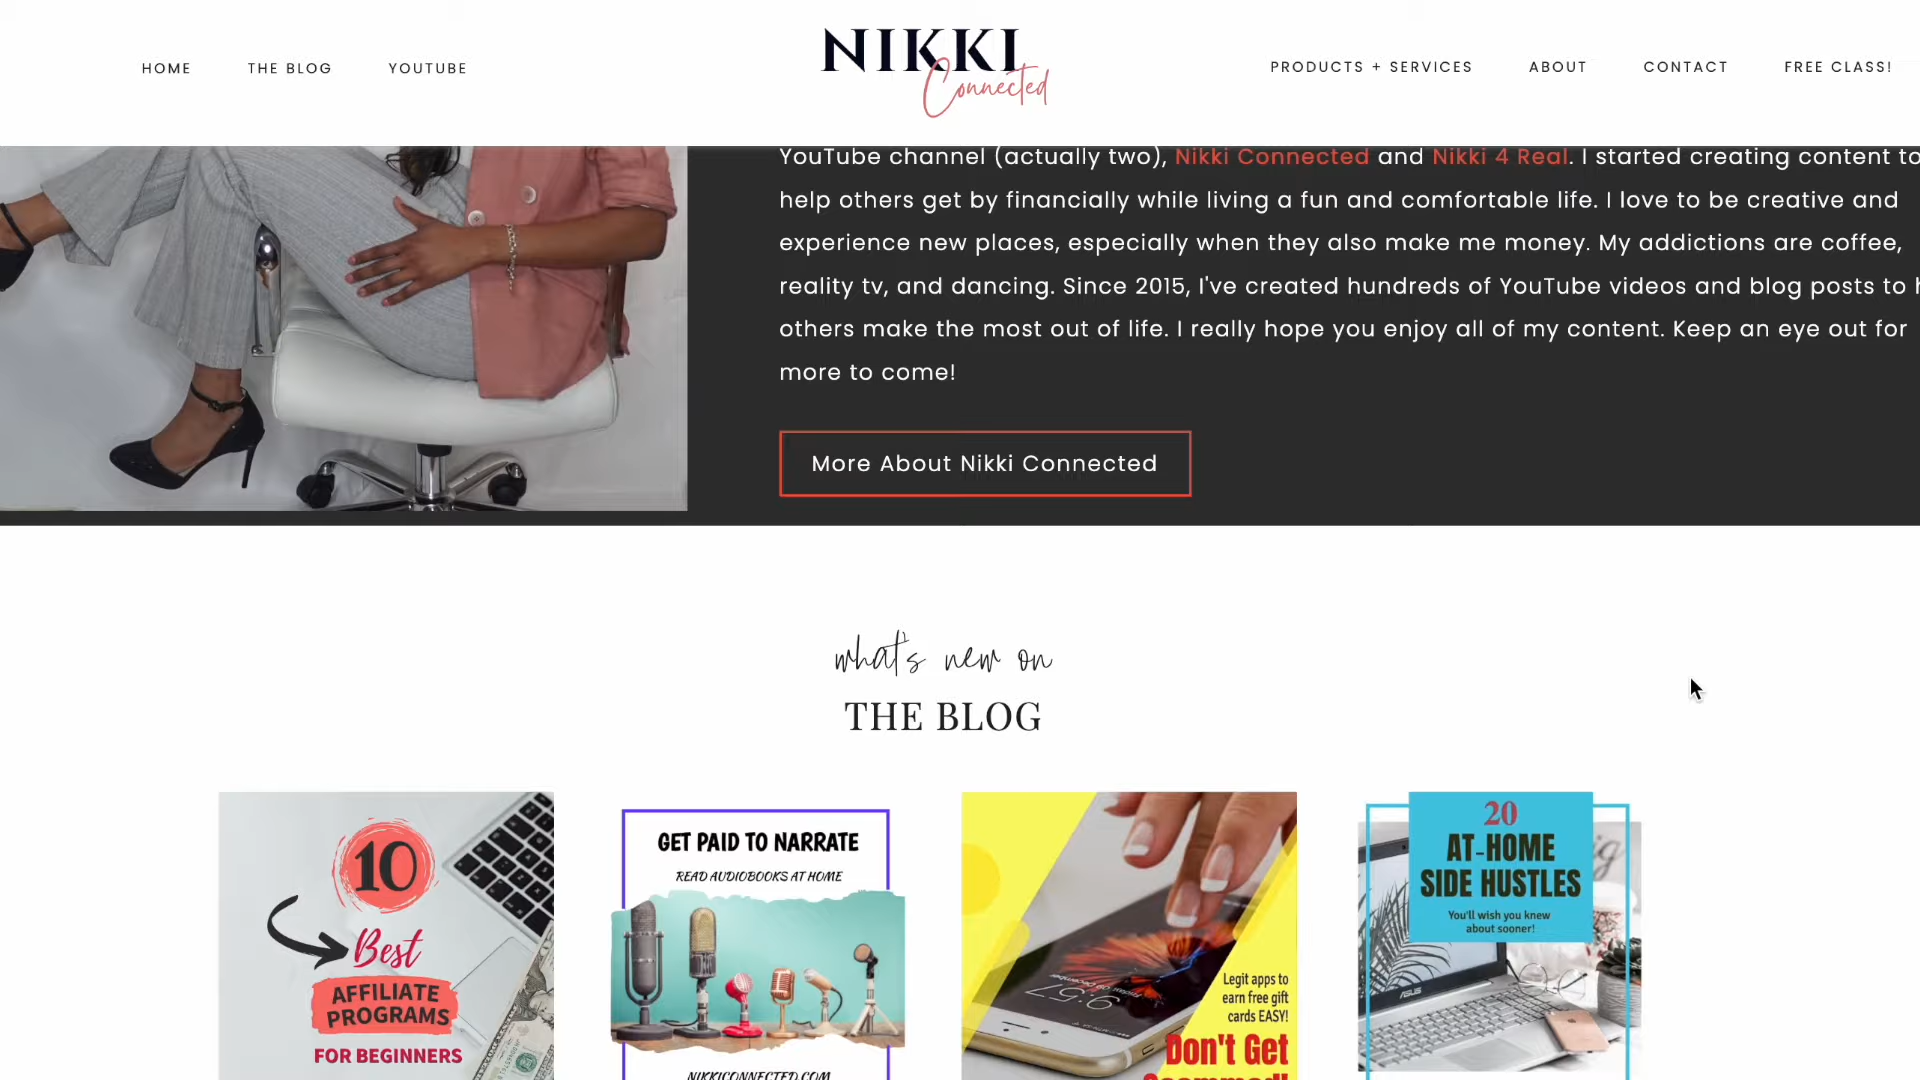 HOME THE BLOG YOUTUBE
NIKKI
Connected
PRODUCTS + SERVICES ABOUT CONTACT FREE CLASS!
YouTube channel (actually two), Nikki Connected and Nikki 4 Real. I started creating content to
help others get by financially while living a fun and comfortable life. I love to be creative and
experience new places, especially when they also make me money. My addictions are coffee,
reality tv, and dancing. Since 2015, I've created hundreds of YouTube videos and blog posts to
others make the most out of life. I really hope you enjoy all of my content. Keep an eye out for
more to come!
More About Nikki Connected
what's new on
THE BLOG
10
Best
AFFILIATE
PROGRAMS
FOR BEGINNERS
GET PAID TO NARRATE
READ AUDIOBOOKS AT HOME
NIKKICONNECTED.COM
9:57
Legit apps to
earn free gift
cards EASY!
Don't Get
Scammed!
20
AT-HOME
SIDE HUSTLES
You'll wish you knew
about sooner!
ASUS